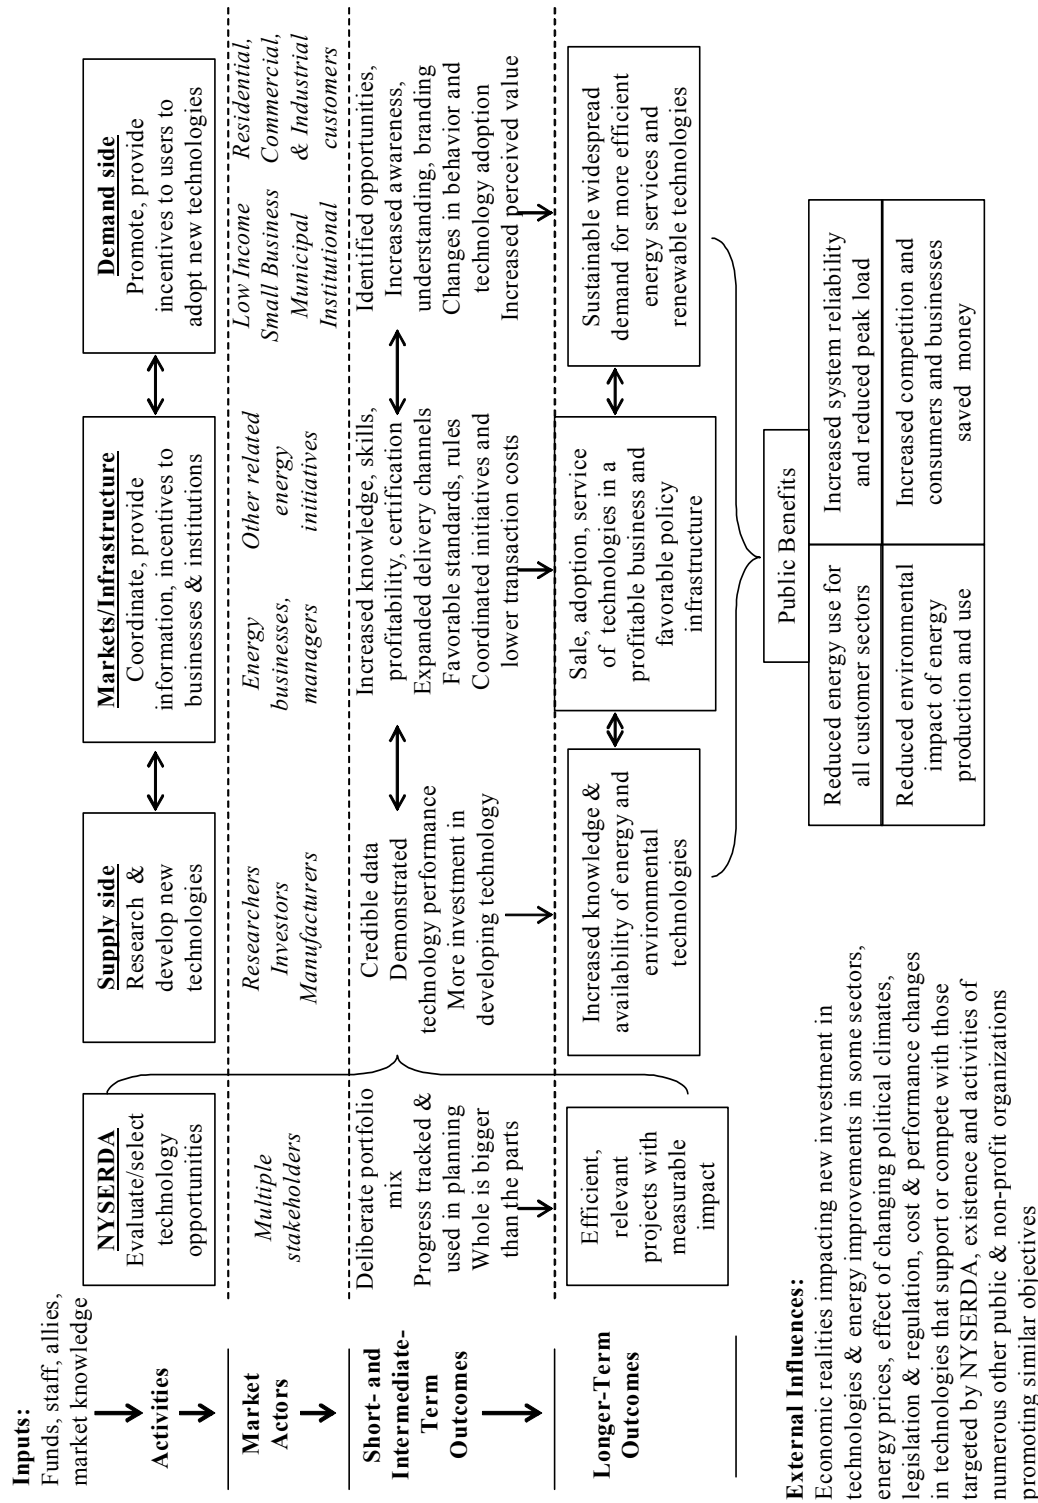 Inputs:
Funds, staff, allies,
market knowledge
Activities
NYSERDA
Evaluate/select
technology
opportunities
Supply side
Research &
develop new
technologies
Markets/Infrastructure
Coordinate, provide
information, incentives to
businesses & institutions
Demand side
Promote, provide
incentives to users to
adopt new technologies
Market
Actors
Multiple
stakeholders
Researchers
Investors
Manufacturers
Energy
businesses,
managers
Other related
energy
initiatives
Low Income
Small Business
Municipal
Institutional
Residential,
Commercial,
& Industrial
customers
Short- and
Intermediate-
Term
Outcomes
Deliberate portfolio
mix
Progress tracked &
used in planning
Whole is bigger
than the parts
Credible data
Demonstrated
technology performance
More investment in
developing technology
Increased knowledge, skills,
profitability, certification
Expanded delivery channels
Favorable standards, rules
Coordinated initiatives and
lower transaction costs
Identified opportunities,
Increased awareness,
understanding, branding
Changes in behavior and
technology adoption
Increased perceived value
Longer-Term
Outcomes
Efficient,
relevant
projects with
measurable
impact
Increased knowledge &
availability of energy and
environmental
technologies
Sale, adoption, service
of technologies in a
profitable business and
favorable policy
infrastructure
Sustainable widespread
demand for more efficient
energy services and
renewable technologies
Public Benefits
Reduced energy use for
all customer sectors
Increased system reliability
and reduced peak load
Reduced environmental
impact of energy
production and use
Increased competition and
consumers and businesses
saved money
External Influences:
Economic realities impacting new investment in
technologies & energy improvements in some sectors,
energy prices, effect of changing political climates,
legislation & regulation, cost & performance changes
in technologies that support or compete with those
targeted by NYSERDA, existence and activities of
numerous other public & non-profit organizations
promoting similar objectives